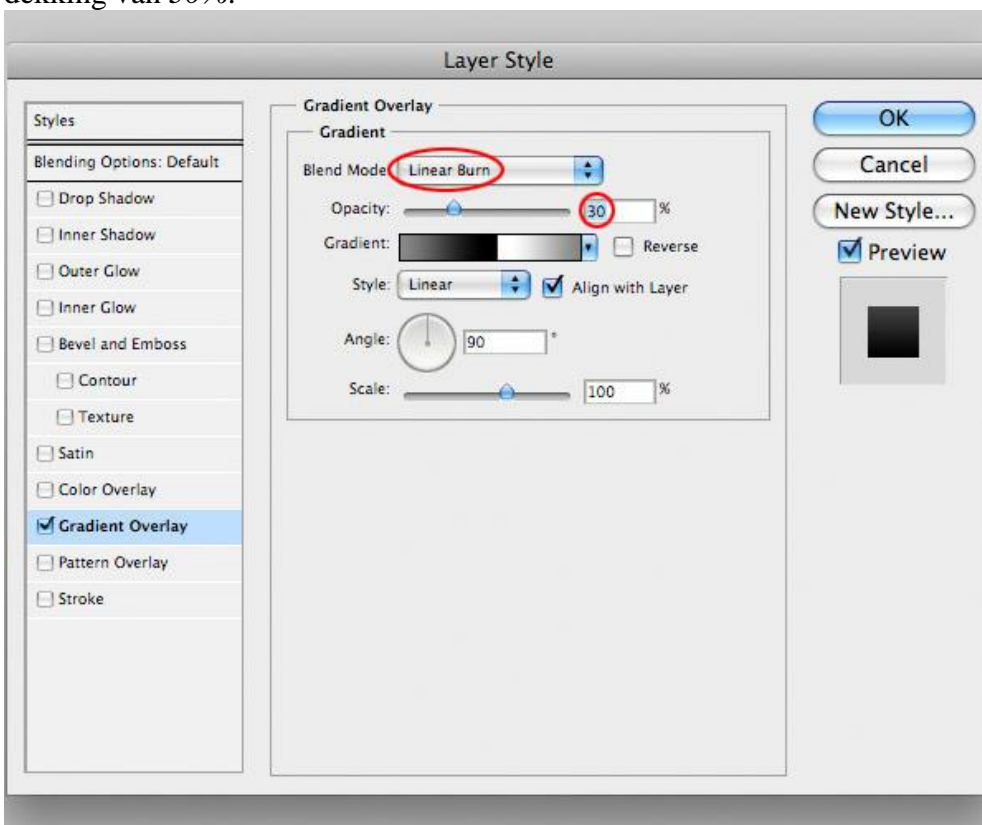 dekking van 30%.
Layer Style
Styles
Blending Options: Default
Drop Shadow
Inner Shadow
Outer Glow
Inner Glow
Bevel and Emboss
Contour
Texture
Satin
Color Overlay
Gradient Overlay
Pattern Overlay
Stroke
Gradient Overlay
Gradient
Blend Mode: Linear Burn
Opacity: 30 %
Gradient: Reverse
Style: Linear Align with Layer
Angle: 90 °
Scale: 100 %
OK
Cancel
New Style...
Preview